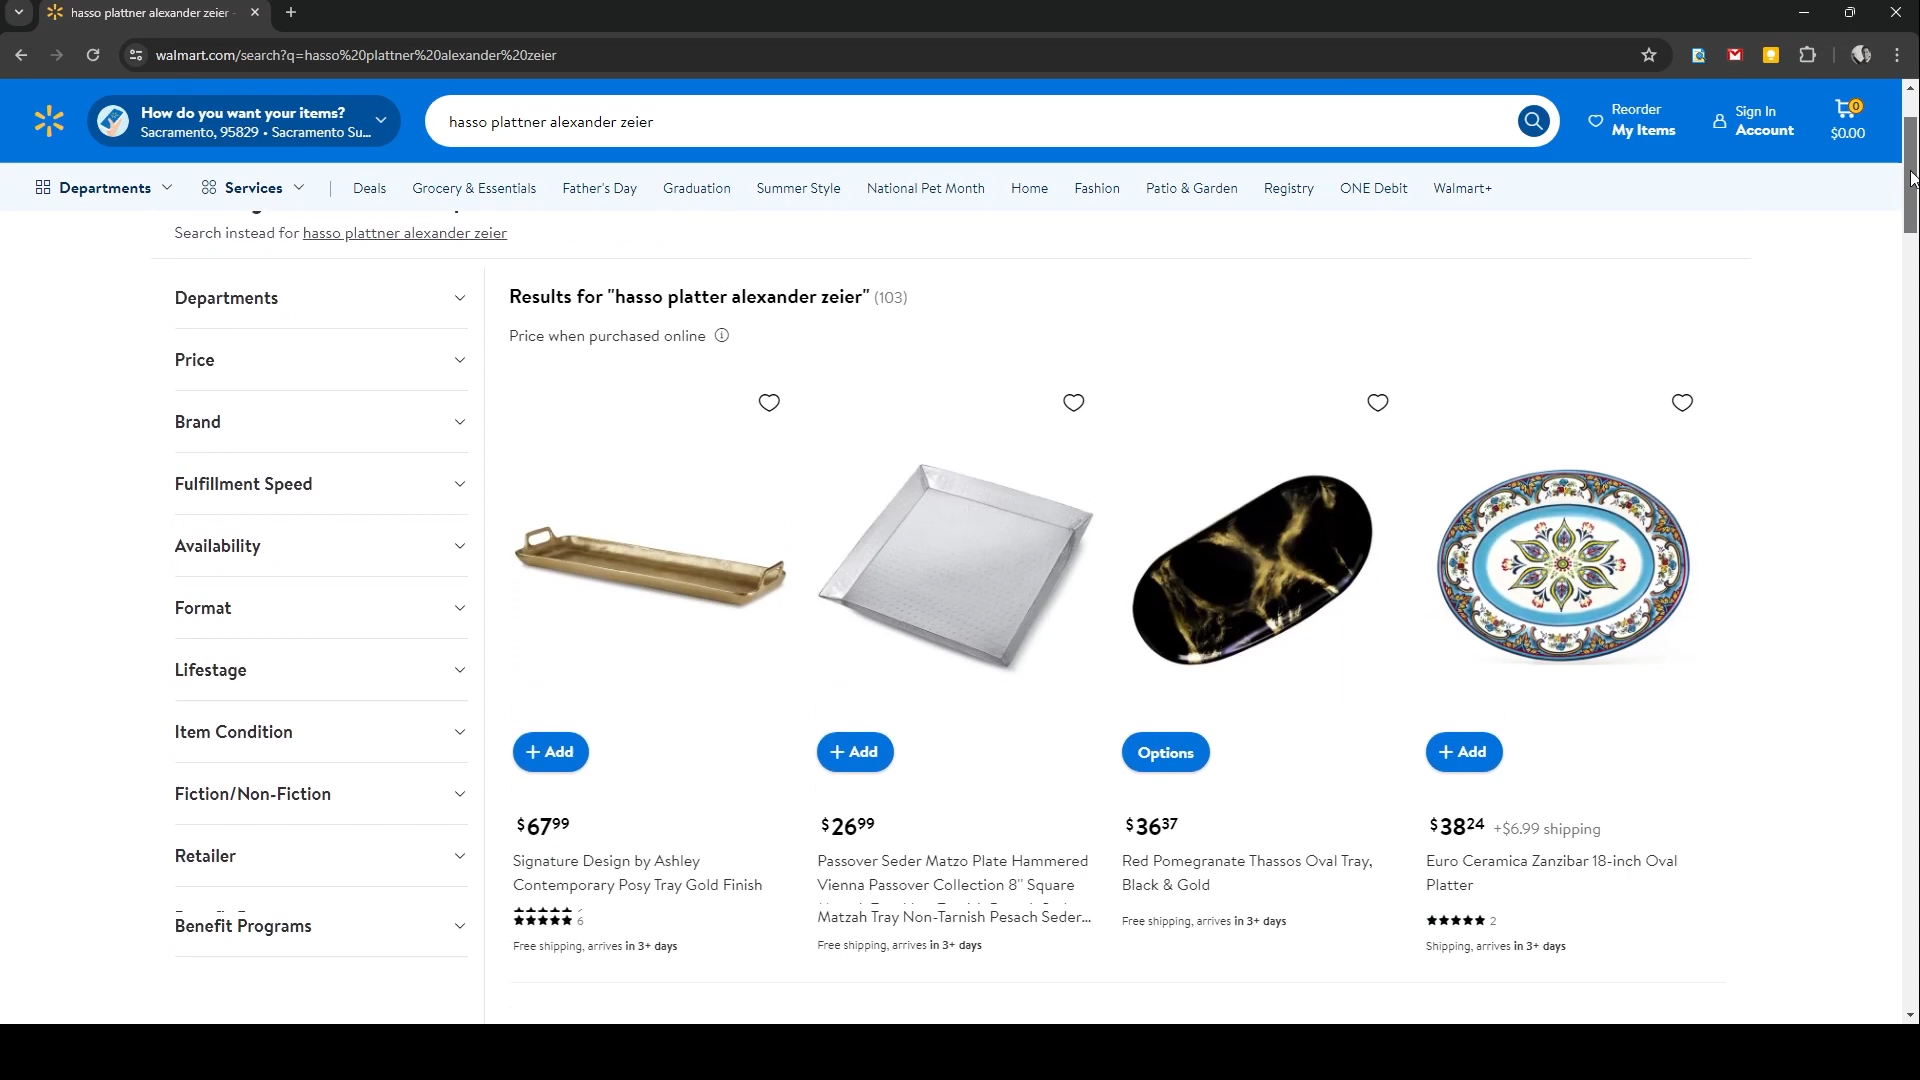 hasso plattner alexander zeier
walmart.com/search?q=hasso%20plattner%20alexander%20zeier
How do you want your items?
Sacramento, 95829 • Sacramento Su...
hasso plattner alexander zeier
Reorder
My Items
Sign In
Account
0
$0.00
Departments
Services
Deals
Grocery & Essentials
Father's Day
Graduation
Summer Style
National Pet Month
Home
Fashion
Patio & Garden
Registry
ONE Debit
Walmart+
Search instead for hasso plattner alexander zeier
Departments
Price
Brand
Fulfillment Speed
Availability
Format
Lifestage
Item Condition
Fiction/Non-Fiction
Retailer
Benefit Programs
Results for "hasso platter alexander zeier" (103)
Price when purchased online
+ Add
$6799
Signature Design by Ashley
Contemporary Posy Tray Gold Finish
6
Free shipping, arrives in 3+ days
+ Add
$2699
Passover Seder Matzo Plate Hammered
Vienna Passover Collection 8" Square
Matzah Tray Non-Tarnish Pesach Seder...
Free shipping, arrives in 3+ days
Options
$3637
Red Pomegranate Thassos Oval Tray,
Black & Gold
Free shipping, arrives in 3+ days
+ Add
$3824 +$6.99 shipping
Euro Ceramica Zanzibar 18-inch Oval
Platter
2
Shipping, arrives in 3+ days